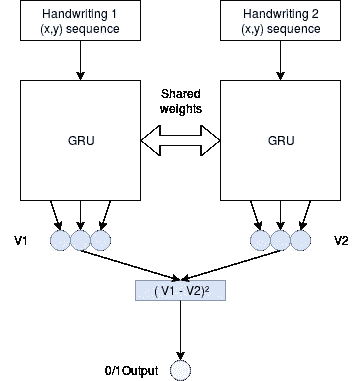 Handwriting 1
(x,y) sequence
Handwriting 2
(x,y) sequence
Shared
weights
GRU
GRU
V1
V2
( V1 - V2)²
0/1Output